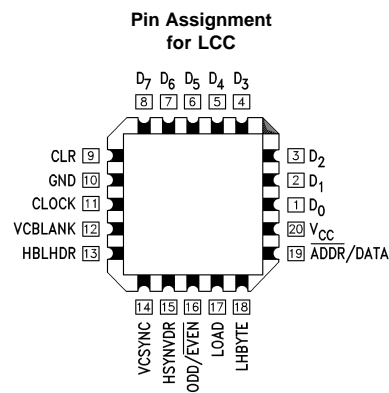 Pin Assignment
for LCC
D7 D6 D5 D4 D3
8 7 6 5 4
CLR 9
GND 10
CLOCK 11
VCBLANK 12
HBLHDR 13
3 D2
2 D1
1 D0
20 VCC
19 A̅D̅D̅R̅/DATA
14 15 16 17 18
VCSYNC
HSYNVDR
ODD/E̅V̅E̅N̅
LOAD
LHBYTE